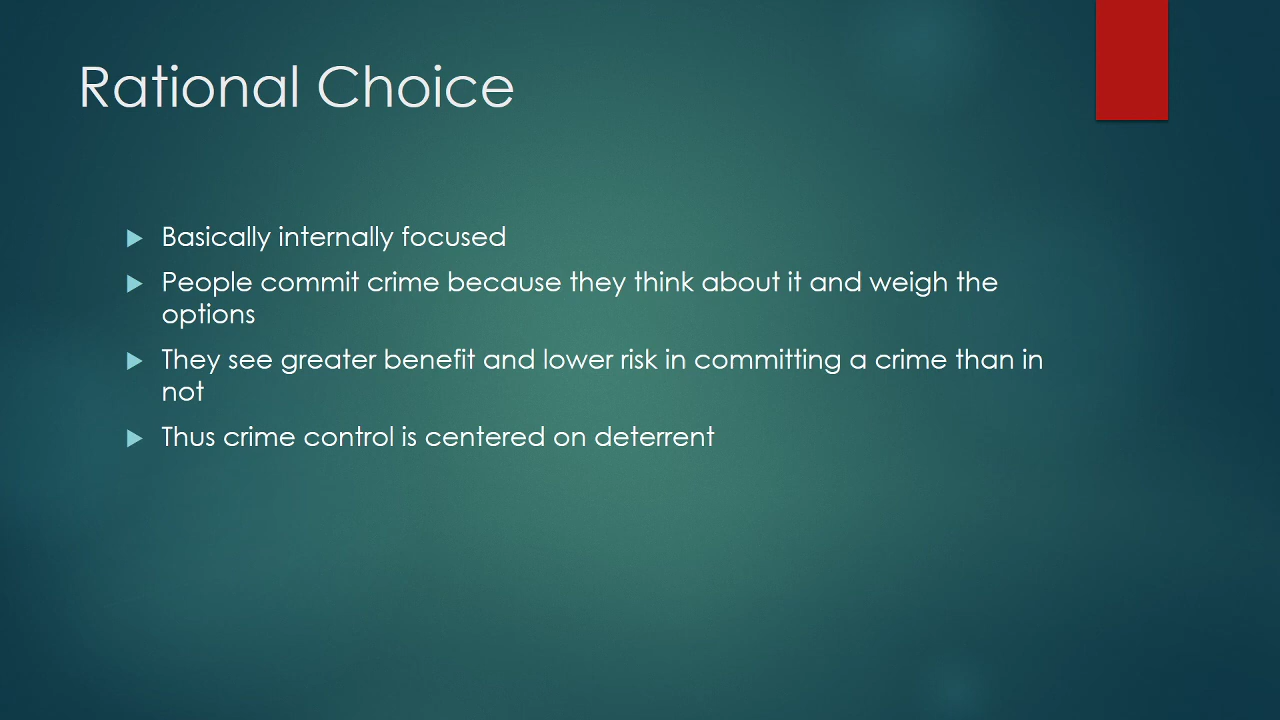 Rational Choice
Basically internally focused
People commit crime because they think about it and weigh the
options
They see greater benefit and lower risk in committing a crime than in
not
Thus crime control is centered on deterrent